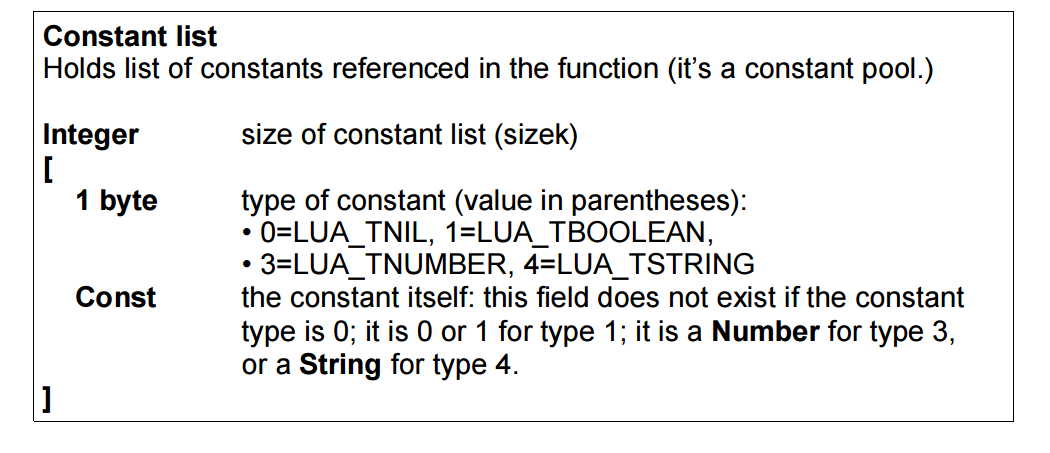 Constant list
Holds list of constants referenced in the function (it’s a constant pool.)
Integer size of constant list (sizek)
[
1 byte type of constant (value in parentheses):
• 0=LUA_TNIL, 1=LUA_TBOOLEAN,
• 3=LUA_TNUMBER, 4=LUA_TSTRING
Const the constant itself: this field does not exist if the constant
type is 0; it is 0 or 1 for type 1; it is a Number for type 3,
or a String for type 4.
]